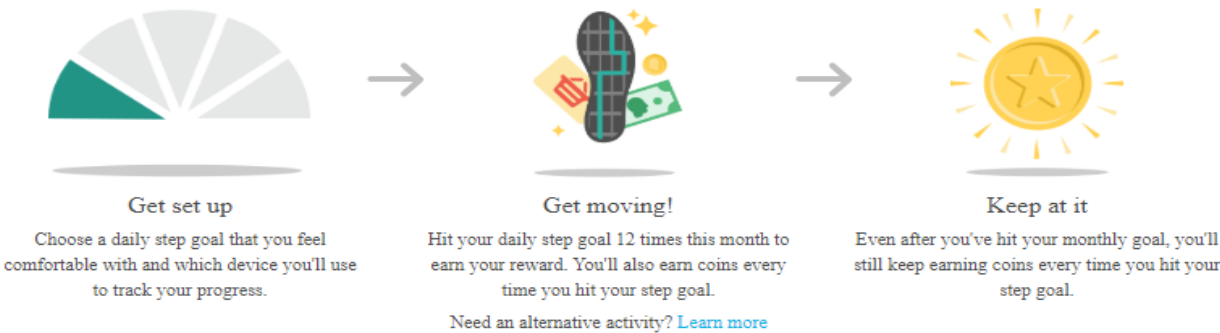 Get set up
Choose a daily step goal that you feel
comfortable with and which device you'll use
to track your progress.
Get moving!
Hit your daily step goal 12 times this month to
earn your reward. You'll also earn coins every
time you hit your step goal.
Need an alternative activity? Learn more
Keep at it
Even after you've hit your monthly goal, you'll
still keep earning coins every time you hit your
step goal.